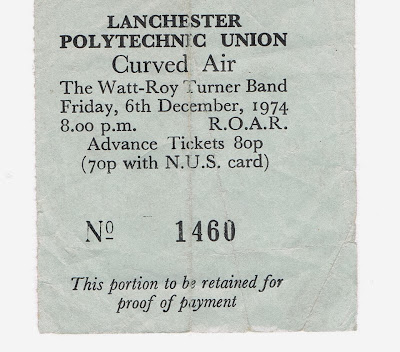 LANCHESTER
POLYTECHNIC UNION
Curved Air
The Watt-Roy Turner Band
Friday, 6th December, 1974
8.00 p.m. R.O.A.R.
Advance Tickets 80p
(70p with N.U.S. card)
Nº 1460
This portion to be retained for
proof of payment